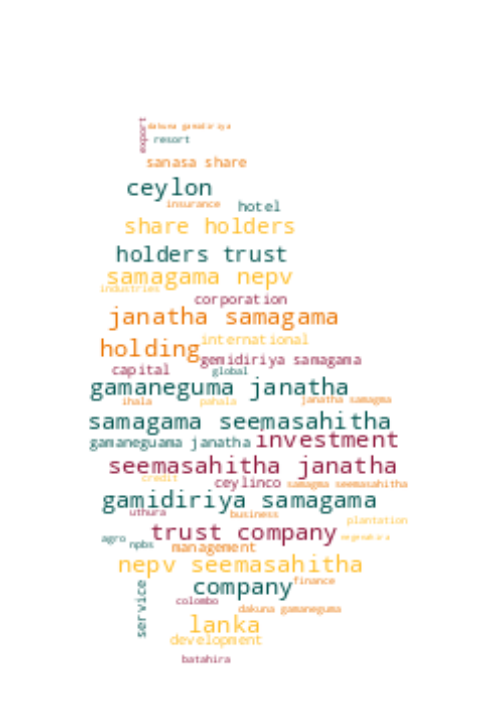 export
dakuna gamidiriya
resort
sanasa share
ceylon
insurance
hotel
share holders
holders trust
samagama nepv
industries
corporation
janatha samagama
international
holding
gemidiriya samagama
capital
global
gamaneguma janatha
ihala
pahala
janatha samagma
samagama seemasahitha
gamaneguama janatha
investment
seemasahitha janatha
credit
ceylinco
samagma seemasahitha
gamidiriya samagama
uthura
business
plantation
trust company
agro
npbs
management
nepv seemasahitha
company
finance
service
colombo
dakuna gamaneguma
lanka
development
batahira